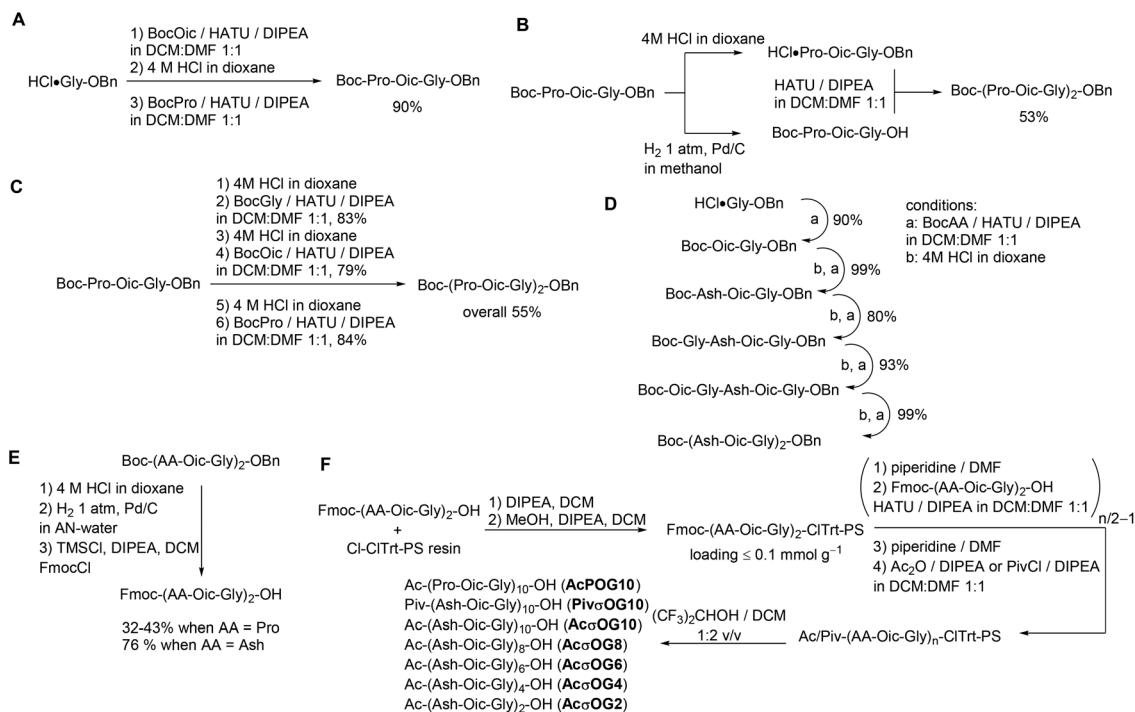 A
HCl•Gly-OBn
1) BocOic / HATU / DIPEA
in DCM:DMF 1:1
2) 4 M HCl in dioxane
3) BocPro / HATU / DIPEA
in DCM:DMF 1:1
Boc-Pro-Oic-Gly-OBn
90%
B
Boc-Pro-Oic-Gly-OBn
4M HCl in dioxane
HCl•Pro-Oic-Gly-OBn
HATU / DIPEA
in DCM:DMF 1:1
Boc-Pro-Oic-Gly-OH
H₂ 1 atm, Pd/C
in methanol
Boc-(Pro-Oic-Gly)₂-OBn
53%
C
Boc-Pro-Oic-Gly-OBn
1) 4M HCl in dioxane
2) BocGly / HATU / DIPEA
in DCM:DMF 1:1, 83%
3) 4M HCl in dioxane
4) BocOic / HATU / DIPEA
in DCM:DMF 1:1, 79%
5) 4 M HCl in dioxane
6) BocPro / HATU / DIPEA
in DCM:DMF 1:1, 84%
Boc-(Pro-Oic-Gly)₂-OBn
overall 55%
D
HCl•Gly-OBn
a 90%
Boc-Oic-Gly-OBn
b, a 99%
Boc-Ash-Oic-Gly-OBn
b, a 80%
Boc-Gly-Ash-Oic-Gly-OBn
b, a 93%
Boc-Oic-Gly-Ash-Oic-Gly-OBn
b, a 99%
Boc-(Ash-Oic-Gly)₂-OBn
conditions:
a: BocAA / HATU / DIPEA
in DCM:DMF 1:1
b: 4M HCl in dioxane
E
Boc-(AA-Oic-Gly)₂-OBn
1) 4 M HCl in dioxane
2) H₂ 1 atm, Pd/C
in AN-water
3) TMSCl, DIPEA, DCM
FmocCl
Fmoc-(AA-Oic-Gly)₂-OH
32-43% when AA = Pro
76 % when AA = Ash
F
Fmoc-(AA-Oic-Gly)₂-OH
+
Cl-ClTrt-PS resin
1) DIPEA, DCM
2) MeOH, DIPEA, DCM
Fmoc-(AA-Oic-Gly)₂-ClTrt-PS
loading ≤ 0.1 mmol g⁻¹
1) piperidine / DMF
2) Fmoc-(AA-Oic-Gly)₂-OH
HATU / DIPEA in DCM:DMF 1:1
n/2−1
3) piperidine / DMF
4) Ac₂O / DIPEA or PivCl / DIPEA
in DCM:DMF 1:1
Ac/Piv-(AA-Oic-Gly)ₙ-ClTrt-PS
(CF₃)₂CHOH / DCM
1:2 v/v
Ac-(Pro-Oic-Gly)₁₀-OH (AcPOG10)
Piv-(Ash-Oic-Gly)₁₀-OH (PivσOG10)
Ac-(Ash-Oic-Gly)₁₀-OH (AcσOG10)
Ac-(Ash-Oic-Gly)₈-OH (AcσOG8)
Ac-(Ash-Oic-Gly)₆-OH (AcσOG6)
Ac-(Ash-Oic-Gly)₄-OH (AcσOG4)
Ac-(Ash-Oic-Gly)₂-OH (AcσOG2)